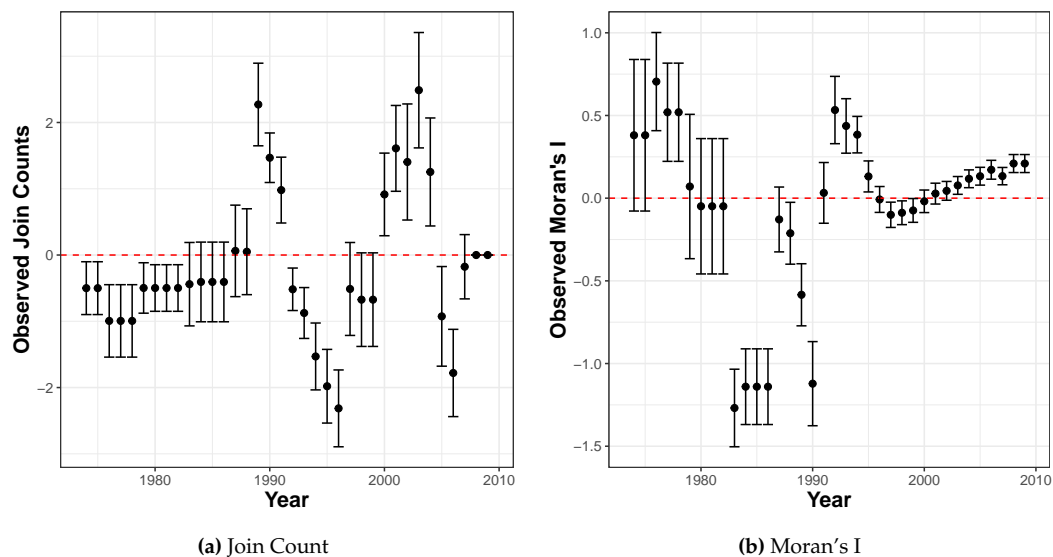 Observed Join Counts
2
0
−2
1980
1990
2000
2010
Year
(a) Join Count
Observed Moran's I
1.0
0.5
0.0
−0.5
−1.0
−1.5
1980
1990
2000
2010
Year
(b) Moran's I